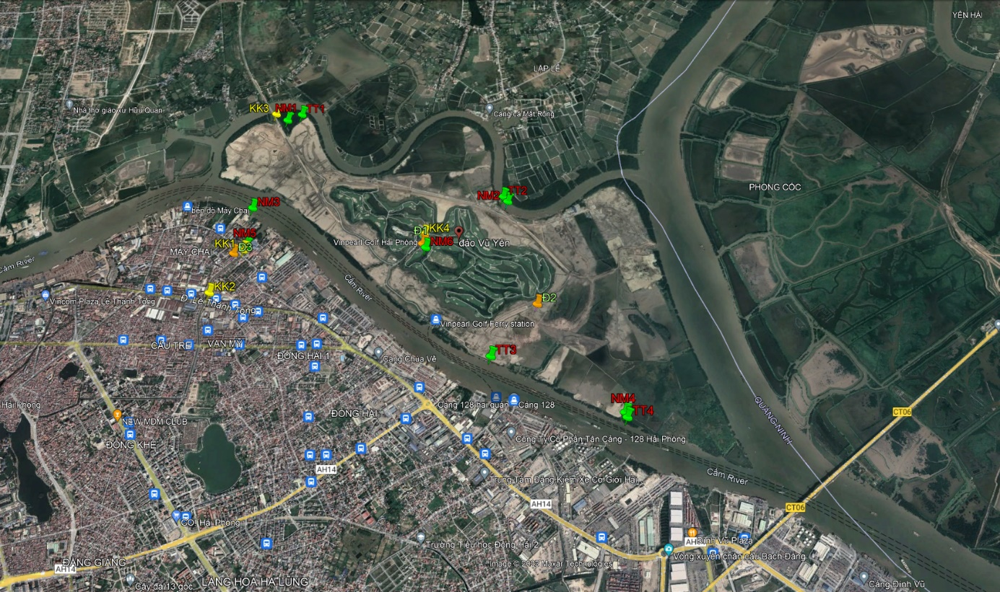 YÊN HẢI
LẬP LỄ
Nhà thờ giáo xứ Hữu Quan
KK3
NM1
TT1
Cảng cá Mắt Rồng
PHONG CỐC
NM2
TT2
NM3
bến đò Máy Chai
NM5
KK1
Đ3
MÁY CHAI
Đ1
KK4
Vinpearl Golf Hải Phòng
NM6
đảo Vũ Yên
Cấm River
Cấm River
KK2
Đ. Lê Thánh Tông
Vincom Plaza Lê Thánh Tông
Đ2
Vinpearl Golf Ferry station
CẦU TRE
VẠN MỸ
ĐÔNG HẢI 1
Cảng Chùa Vẽ
TT3
NM4
TT4
Hải Phòng
NEW MDM CLUB
ĐÔNG KHÊ
ĐÔNG HẢI
Cảng 128 hải quân
Cảng 128
CT06
QUẢNG NINH
Công Ty Cổ Phần Tân Cảng - 128 Hải Phòng
AH14
Trung Tâm Đăng Kiểm Xe Cơ Giới Hải...
Cấm River
AH14
CT06
GO! Hải Phòng
Trường Tiểu học Đông Hải 2
AH
Đình Vũ Plaza
Vòng xuyến chân cầu Bạch Đằng
Image © 2023 Maxar Technologies
ĐẰNG GIANG
AH14
LÀNG HOA HẠ LŨNG
Cây đa 13 gốc
Cảng Đình Vũ